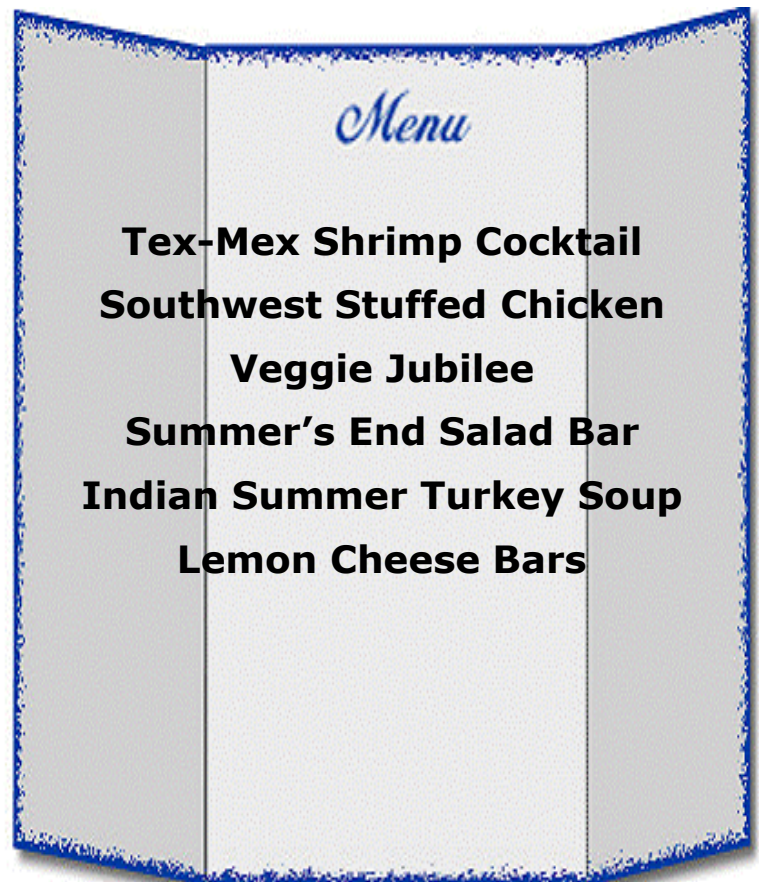 Menu
Tex-Mex Shrimp Cocktail
Southwest Stuffed Chicken
Veggie Jubilee
Summer’s End Salad Bar
Indian Summer Turkey Soup
Lemon Cheese Bars